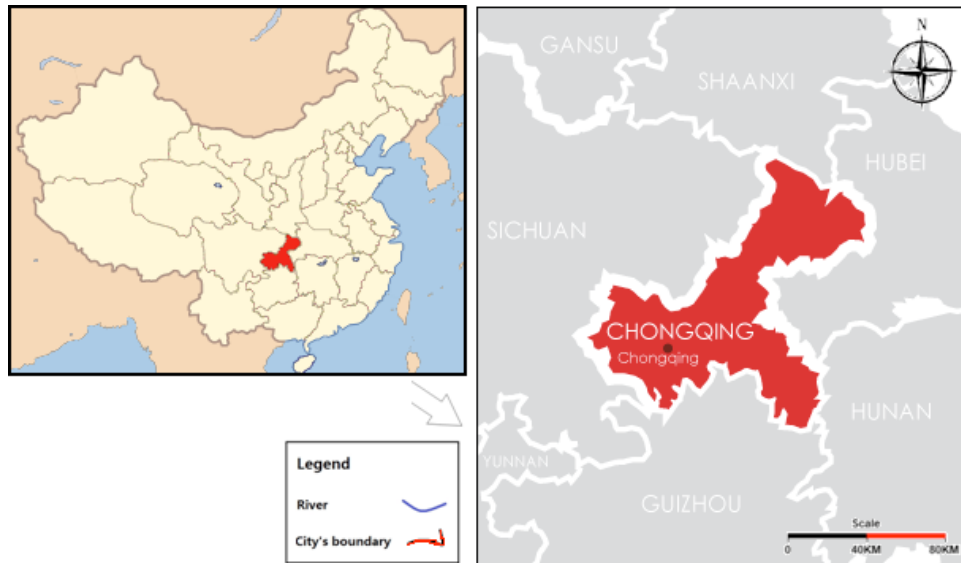 Legend
River
City's boundary
N
GANSU
SHAANXI
HUBEI
SICHUAN
CHONGQING
Chongqing
HUNAN
YUNNAN
GUIZHOU
Scale
0 40KM 80KM